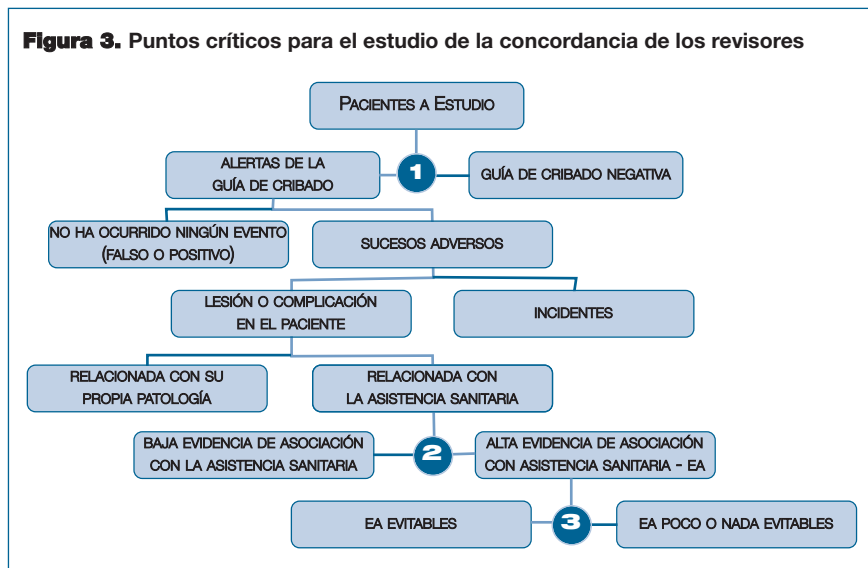 Figura 3. Puntos críticos para el estudio de la concordancia de los revisores
PACIENTES A ESTUDIO
ALERTAS DE LA
GUÍA DE CRIBADO
1
GUÍA DE CRIBADO NEGATIVA
NO HA OCURRIDO NINGÚN EVENTO
(FALSO O POSITIVO)
SUCESOS ADVERSOS
LESIÓN O COMPLICACIÓN
EN EL PACIENTE
INCIDENTES
RELACIONADA CON SU
PROPIA PATOLOGÍA
RELACIONADA CON
LA ASISTENCIA SANITARIA
BAJA EVIDENCIA DE ASOCIACIÓN
CON LA ASISTENCIA SANITARIA
2
ALTA EVIDENCIA DE ASOCIACIÓN
CON ASISTENCIA SANITARIA - EA
EA EVITABLES
3
EA POCO O NADA EVITABLES